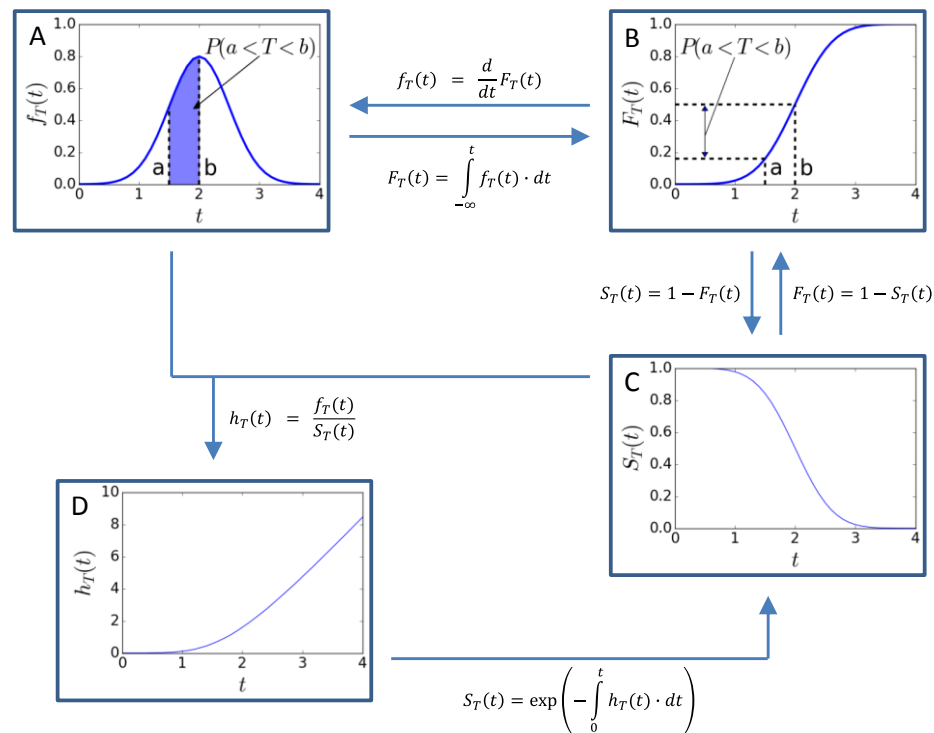 A
P(a < T < b)
f_T(t)
1.0
0.8
0.6
0.4
0.2
0.0
a
b
0 1 2 3 4
t
f_T(t) = d/dt F_T(t)
F_T(t) = ∫_{-∞}^{t} f_T(t) · dt
B
P(a < T < b)
F_T(t)
1.0
0.8
0.6
0.4
0.2
0.0
a
b
0 1 2 3 4
t
S_T(t) = 1 − F_T(t)
F_T(t) = 1 − S_T(t)
C
S_T(t)
1.0
0.8
0.6
0.4
0.2
0.0
0 1 2 3 4
t
h_T(t) = f_T(t)/S_T(t)
D
h_T(t)
10
8
6
4
2
0
0 1 2 3 4
t
S_T(t) = exp(−∫_{0}^{t} h_T(t) · dt)